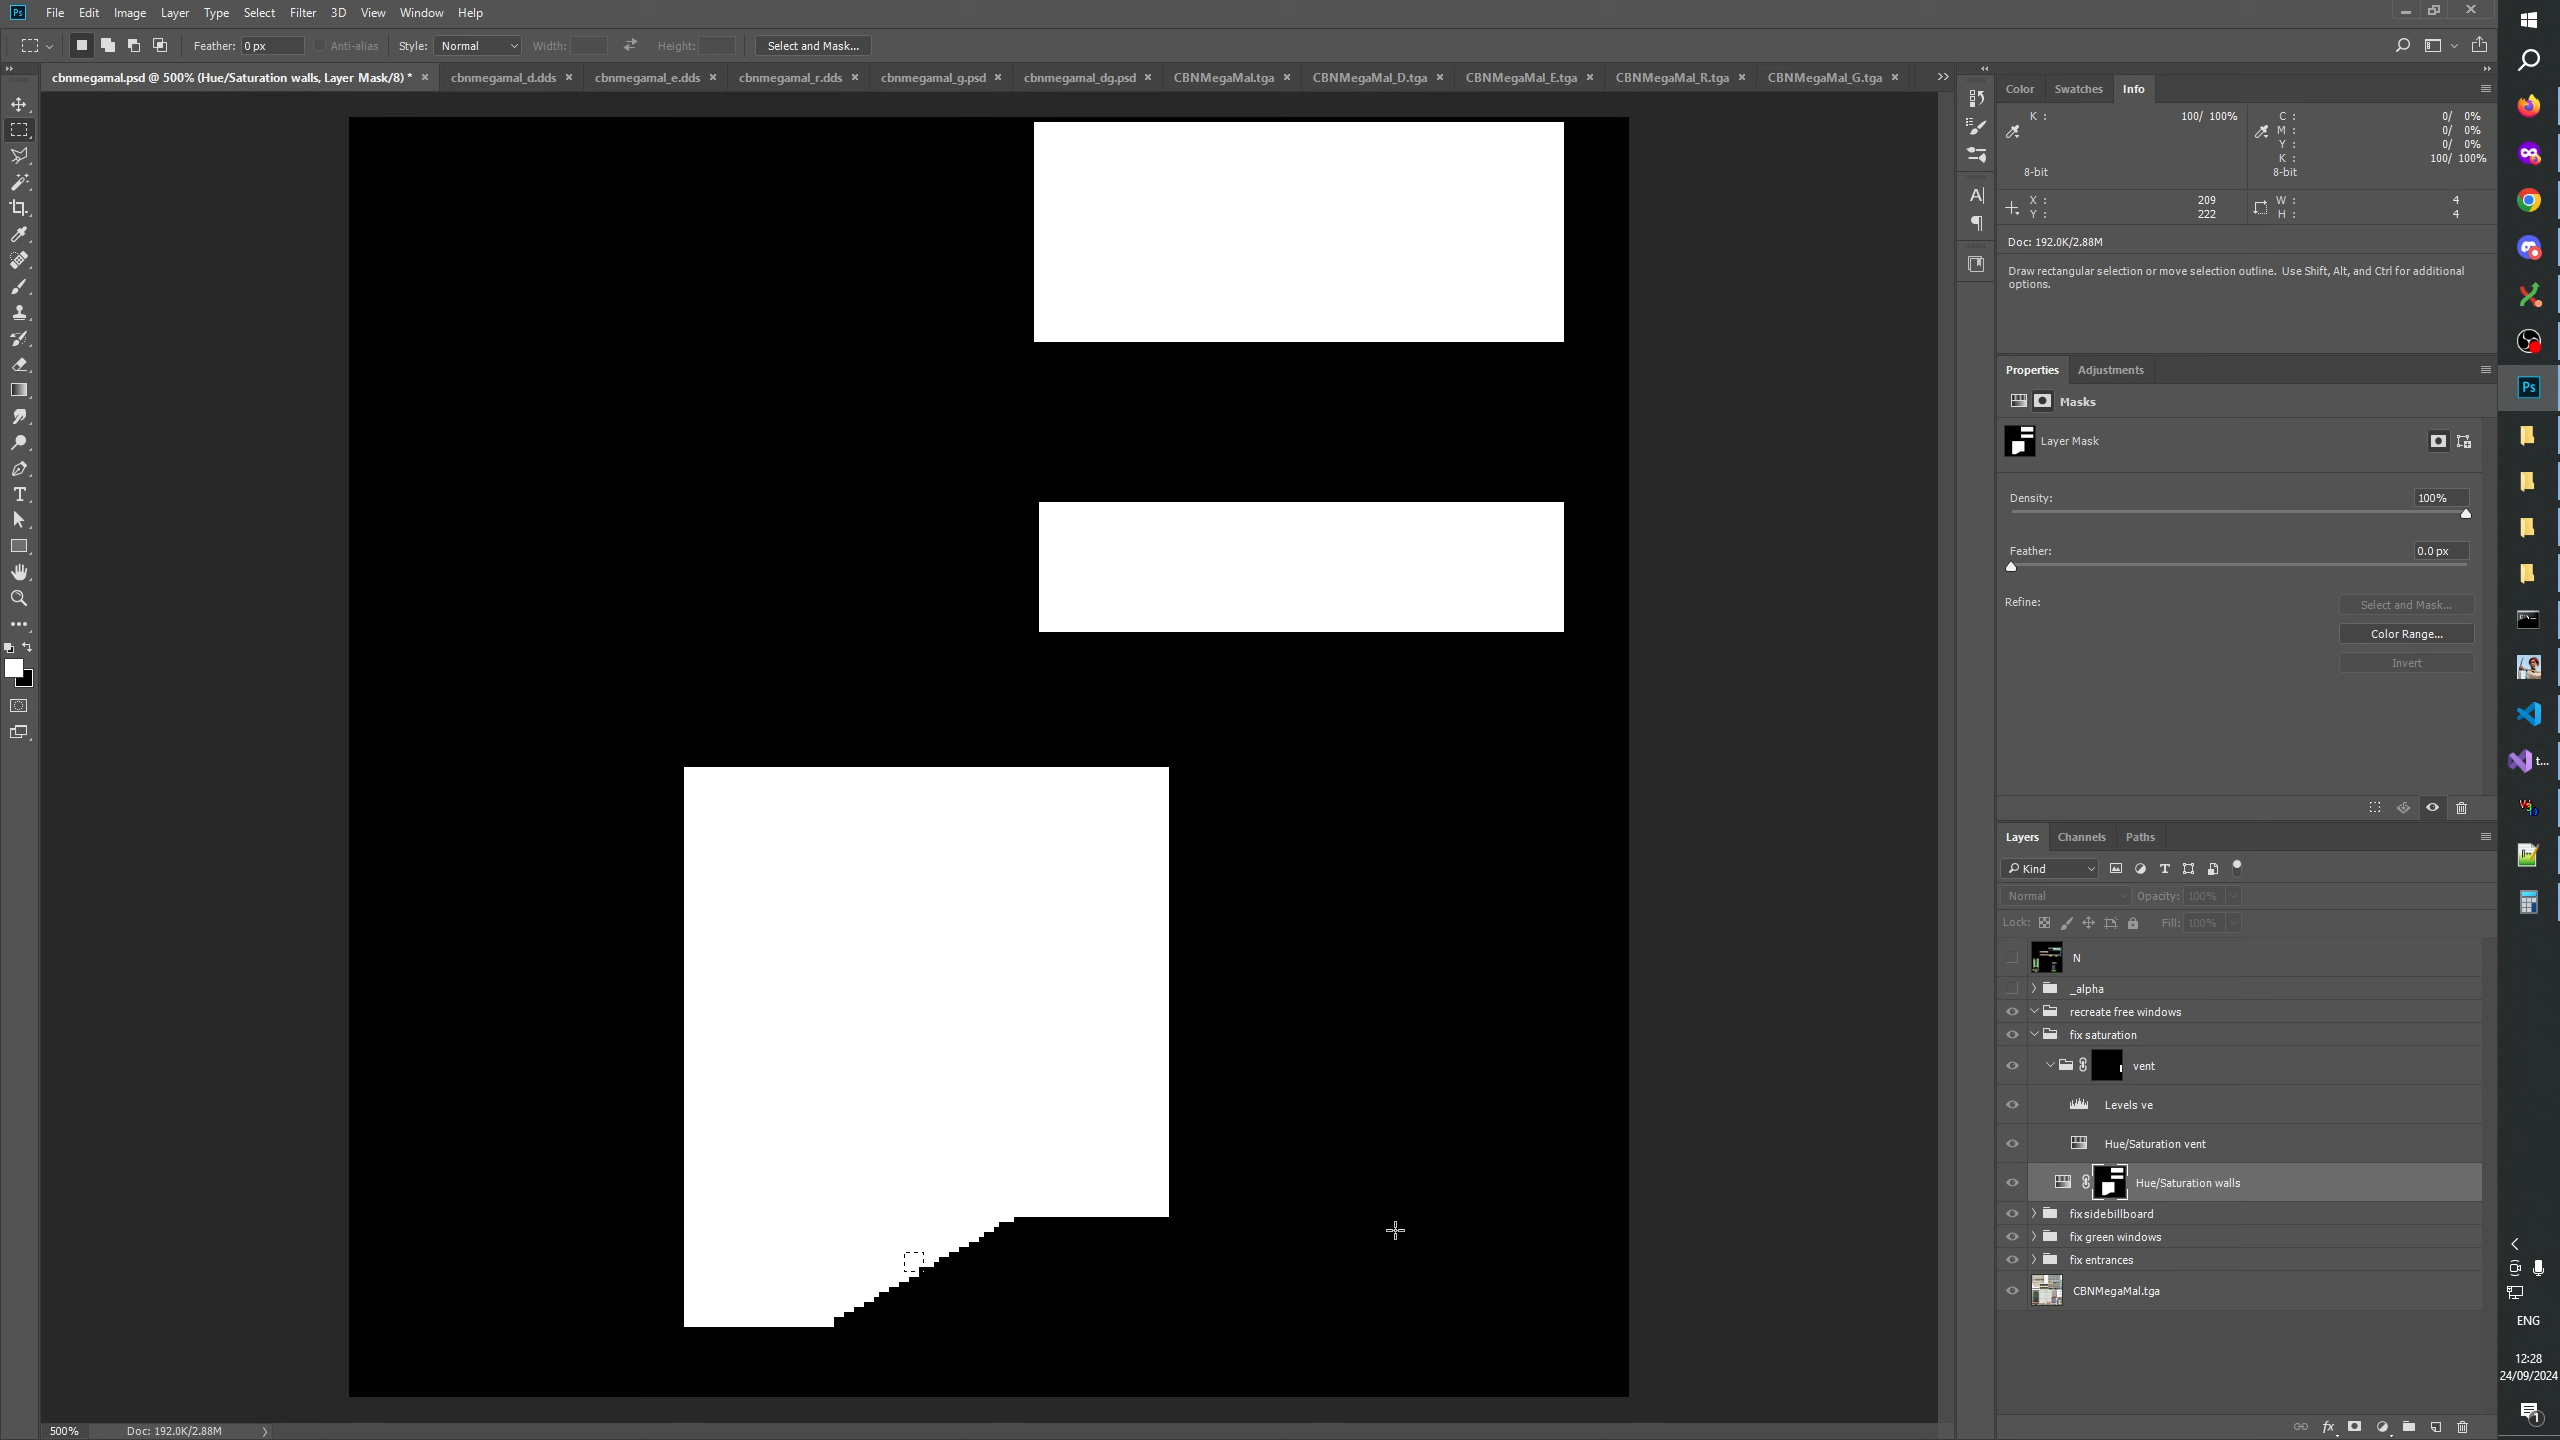 Ps File Edit Image Layer Type Select Filter 3D View Window Help
Feather: 0 px Anti-alias Style: Normal Width: Height: Select and Mask...
cbnmegamal.psd @ 500% (Hue/Saturation walls, Layer Mask/8) * cbnmegamal_d.dds cbnmegamal_e.dds cbnmegamal_r.dds cbnmegamal_g.psd cbnmegamal_dg.psd CBNMegaMal.tga CBNMegaMal_D.tga CBNMegaMal_E.tga CBNMegaMal_R.tga CBNMegaMal_G.tga
Color Swatches Info
K : 100/ 100% C : 0/ 0%
M : 0/ 0%
Y : 0/ 0%
K : 100/ 100%
8-bit 8-bit
X : 209 W : 4
Y : 222 H : 4
Doc: 192.0K/2.88M
Draw rectangular selection or move selection outline. Use Shift, Alt, and Ctrl for additional
options.
Properties Adjustments
Masks
Layer Mask
Density: 100%
Feather: 0.0 px
Refine: Select and Mask...
Color Range...
Invert
Layers Channels Paths
Kind
Normal Opacity: 100%
Lock: Fill: 100%
N
_alpha
recreate free windows
fix saturation
vent
Levels ve
Hue/Saturation vent
Hue/Saturation walls
fix side billboard
fix green windows
fix entrances
CBNMegaMal.tga
500% Doc: 192.0K/2.88M
Ps
t...
ENG
12:28
24/09/2024
1